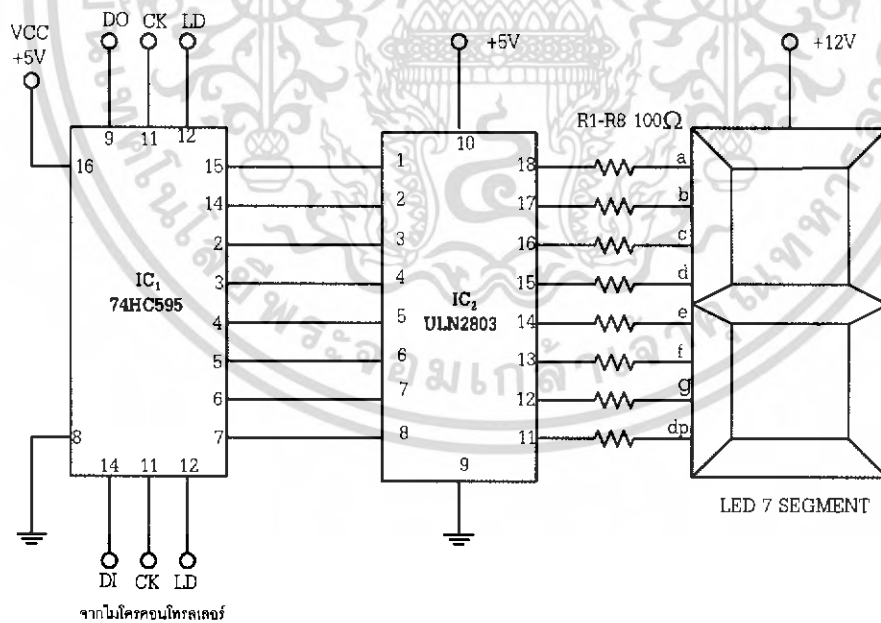 DO CK LD
VCC
+5V
+5V
+12V
9 11 12
10
R1-R8 100Ω
16 15 1 18 a
14 2 17 b
2 3 16 c
3 4 15 d
IC₁
74HC595
IC₂
ULN2803
4 5 14 e
5 6 13 f
6 7 12 g
8 7 8 11 dp
14 11 12
9
LED 7 SEGMENT
DI CK LD
จากไมโครคอนโทรลเลอร์